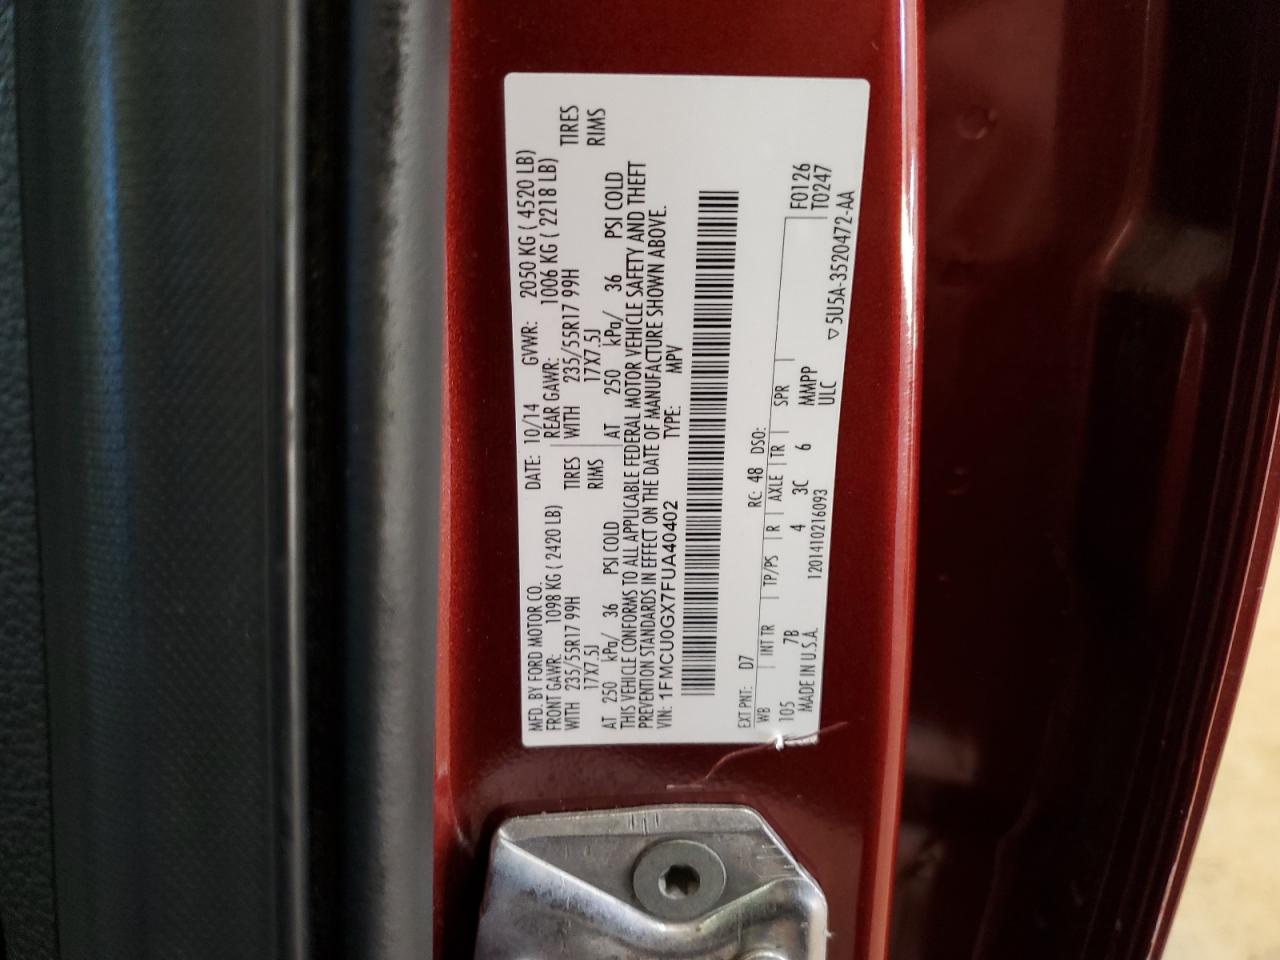 MFD. BY FORD MOTOR CO. DATE: 10/14 GVWR: 2050 KG ( 4520 LB)
FRONT GAWR: 1098 KG ( 2420 LB) REAR GAWR: 1006 KG ( 2218 LB)
WITH 235/55R17 99H TIRES WITH 235/55R17 99H TIRES
17X7.5J RIMS 17X7.5J RIMS
AT 250 kPa/ 36 PSI COLD AT 250 kPa/ 36 PSI COLD
THIS VEHICLE CONFORMS TO ALL APPLICABLE FEDERAL MOTOR VEHICLE SAFETY AND THEFT
PREVENTION STANDARDS IN EFFECT ON THE DATE OF MANUFACTURE SHOWN ABOVE.
VIN: 1FMCU0GX7FUA40402 TYPE: MPV
EXT PNT: D7 RC: 48 DSO:
WB INT TR TP/PS R AXLE TR SPR F0126
105 7B 4 3C 6 MMPP T0247
MADE IN U.S.A. 1201410216093 ULC ▽5U5A-3520472-AA